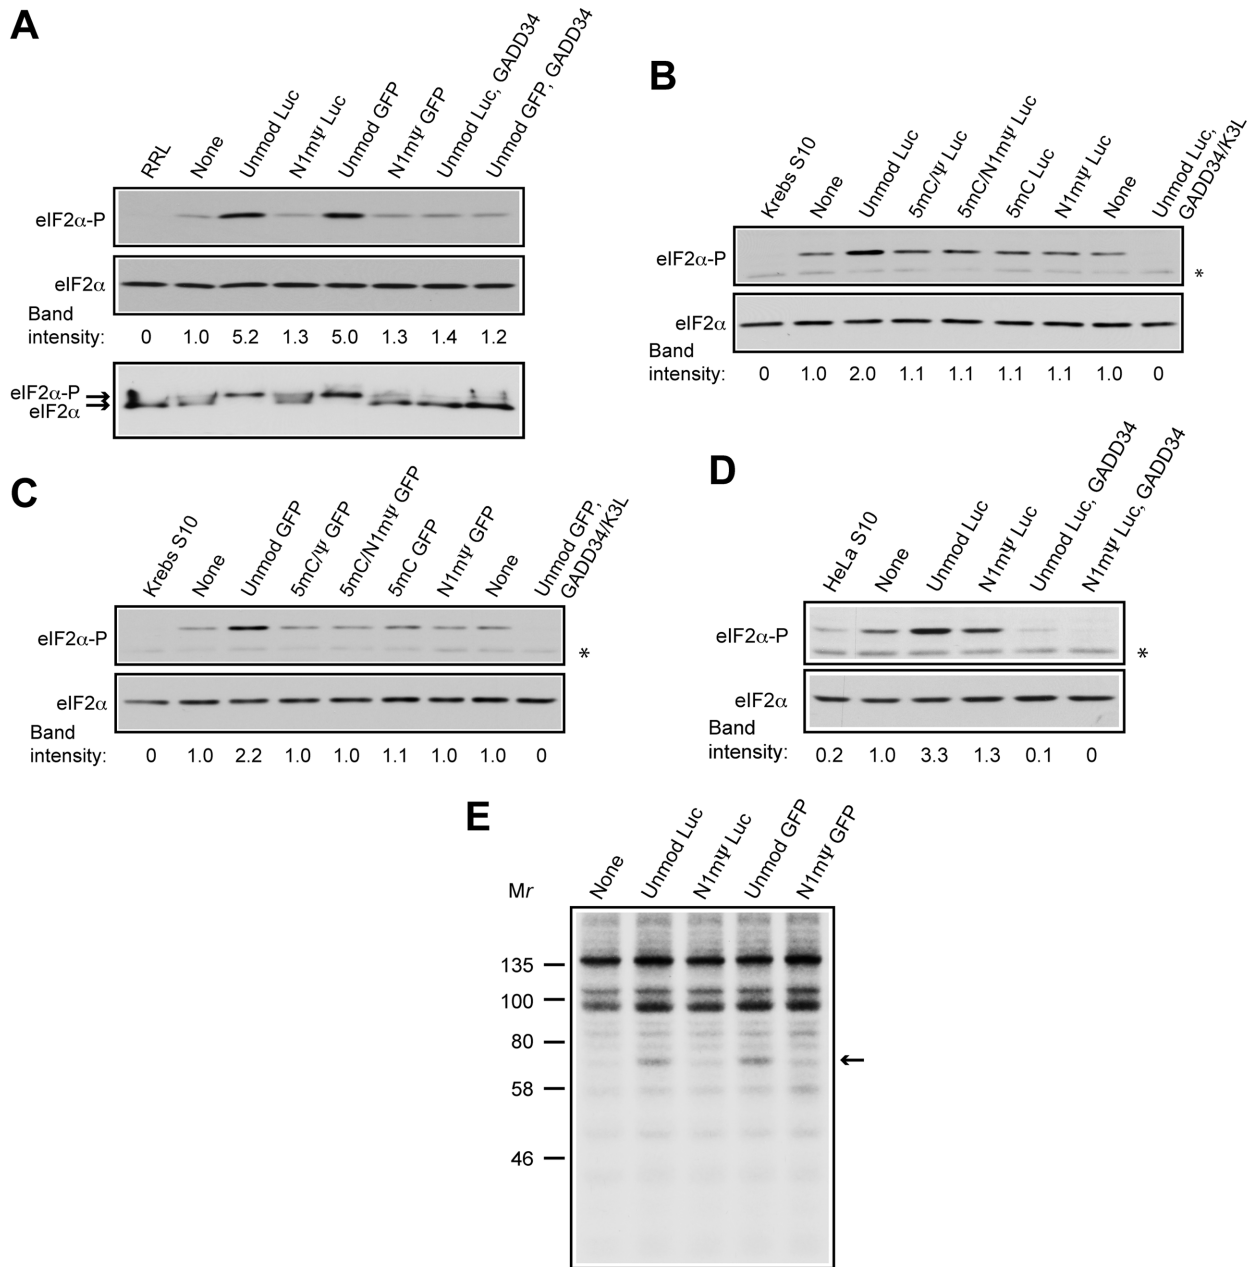 A
RRL
None
Unmod Luc
N1mΨ Luc
Unmod GFP
N1mΨ GFP
Unmod Luc, GADD34
Unmod GFP, GADD34
eIF2α-P
eIF2α
Band
intensity: 0 1.0 5.2 1.3 5.0 1.3 1.4 1.2
eIF2α-P
eIF2α
B
Krebs S10
None
Unmod Luc
5mC/Ψ Luc
5mC/N1mΨ Luc
5mC Luc
N1mΨ Luc
None
Unmod Luc,
GADD34/K3L
eIF2α-P
*
eIF2α
Band
intensity: 0 1.0 2.0 1.1 1.1 1.1 1.1 1.0 0
C
Krebs S10
None
Unmod GFP
5mC/Ψ GFP
5mC/N1mΨ GFP
5mC GFP
N1mΨ GFP
None
Unmod GFP,
GADD34/K3L
eIF2α-P
*
eIF2α
Band
intensity: 0 1.0 2.2 1.0 1.0 1.1 1.0 1.0 0
D
HeLa S10
None
Unmod Luc
N1mΨ Luc
Unmod Luc, GADD34
N1mΨ Luc, GADD34
eIF2α-P
*
eIF2α
Band
intensity: 0.2 1.0 3.3 1.3 0.1 0
E
None
Unmod Luc
N1mΨ Luc
Unmod GFP
N1mΨ GFP
Mr
135
100
80
58
46